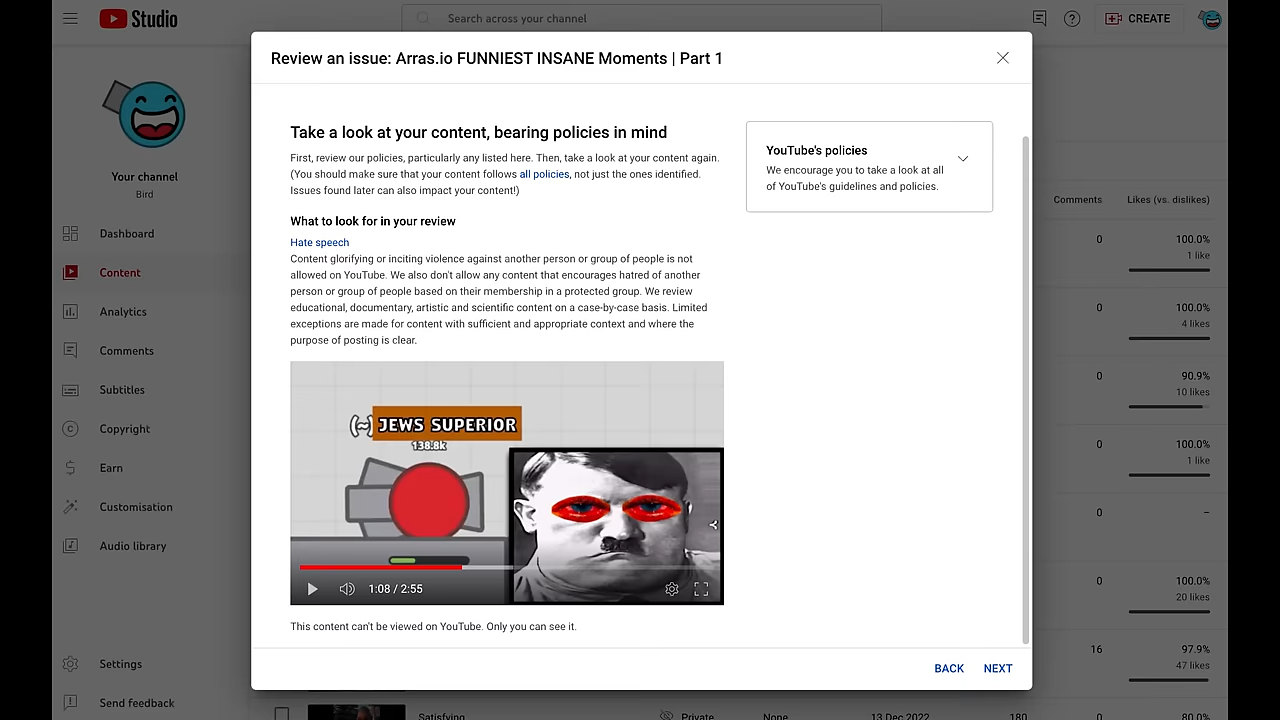 Studio
Search across your channel
CREATE
Review an issue: Arras.io FUNNIEST INSANE Moments | Part 1
Your channel
Bird
Dashboard
Content
Analytics
Comments
Subtitles
Copyright
Earn
Customisation
Audio library
Settings
Send feedback
Take a look at your content, bearing policies in mind
First, review our policies, particularly any listed here. Then, take a look at your content again.
(You should make sure that your content follows all policies, not just the ones identified.
Issues found later can also impact your content!)
What to look for in your review
Hate speech
Content glorifying or inciting violence against another person or group of people is not
allowed on YouTube. We also don't allow any content that encourages hatred of another
person or group of people based on their membership in a protected group. We review
educational, documentary, artistic and scientific content on a case-by-case basis. Limited
exceptions are made for content with sufficient and appropriate context and where the
purpose of posting is clear.
(~) JEWS SUPERIOR
138.8k
1:08 / 2:55
This content can't be viewed on YouTube. Only you can see it.
YouTube's policies
We encourage you to take a look at all
of YouTube's guidelines and policies.
BACK NEXT
Comments Likes (vs. dislikes)
0 100.0%
1 like
0 100.0%
4 likes
0 90.9%
10 likes
0 100.0%
1 like
0 –
0 100.0%
20 likes
16 97.9%
47 likes
Satisfying Private None 13 Dec 2022 180 0 80.0%